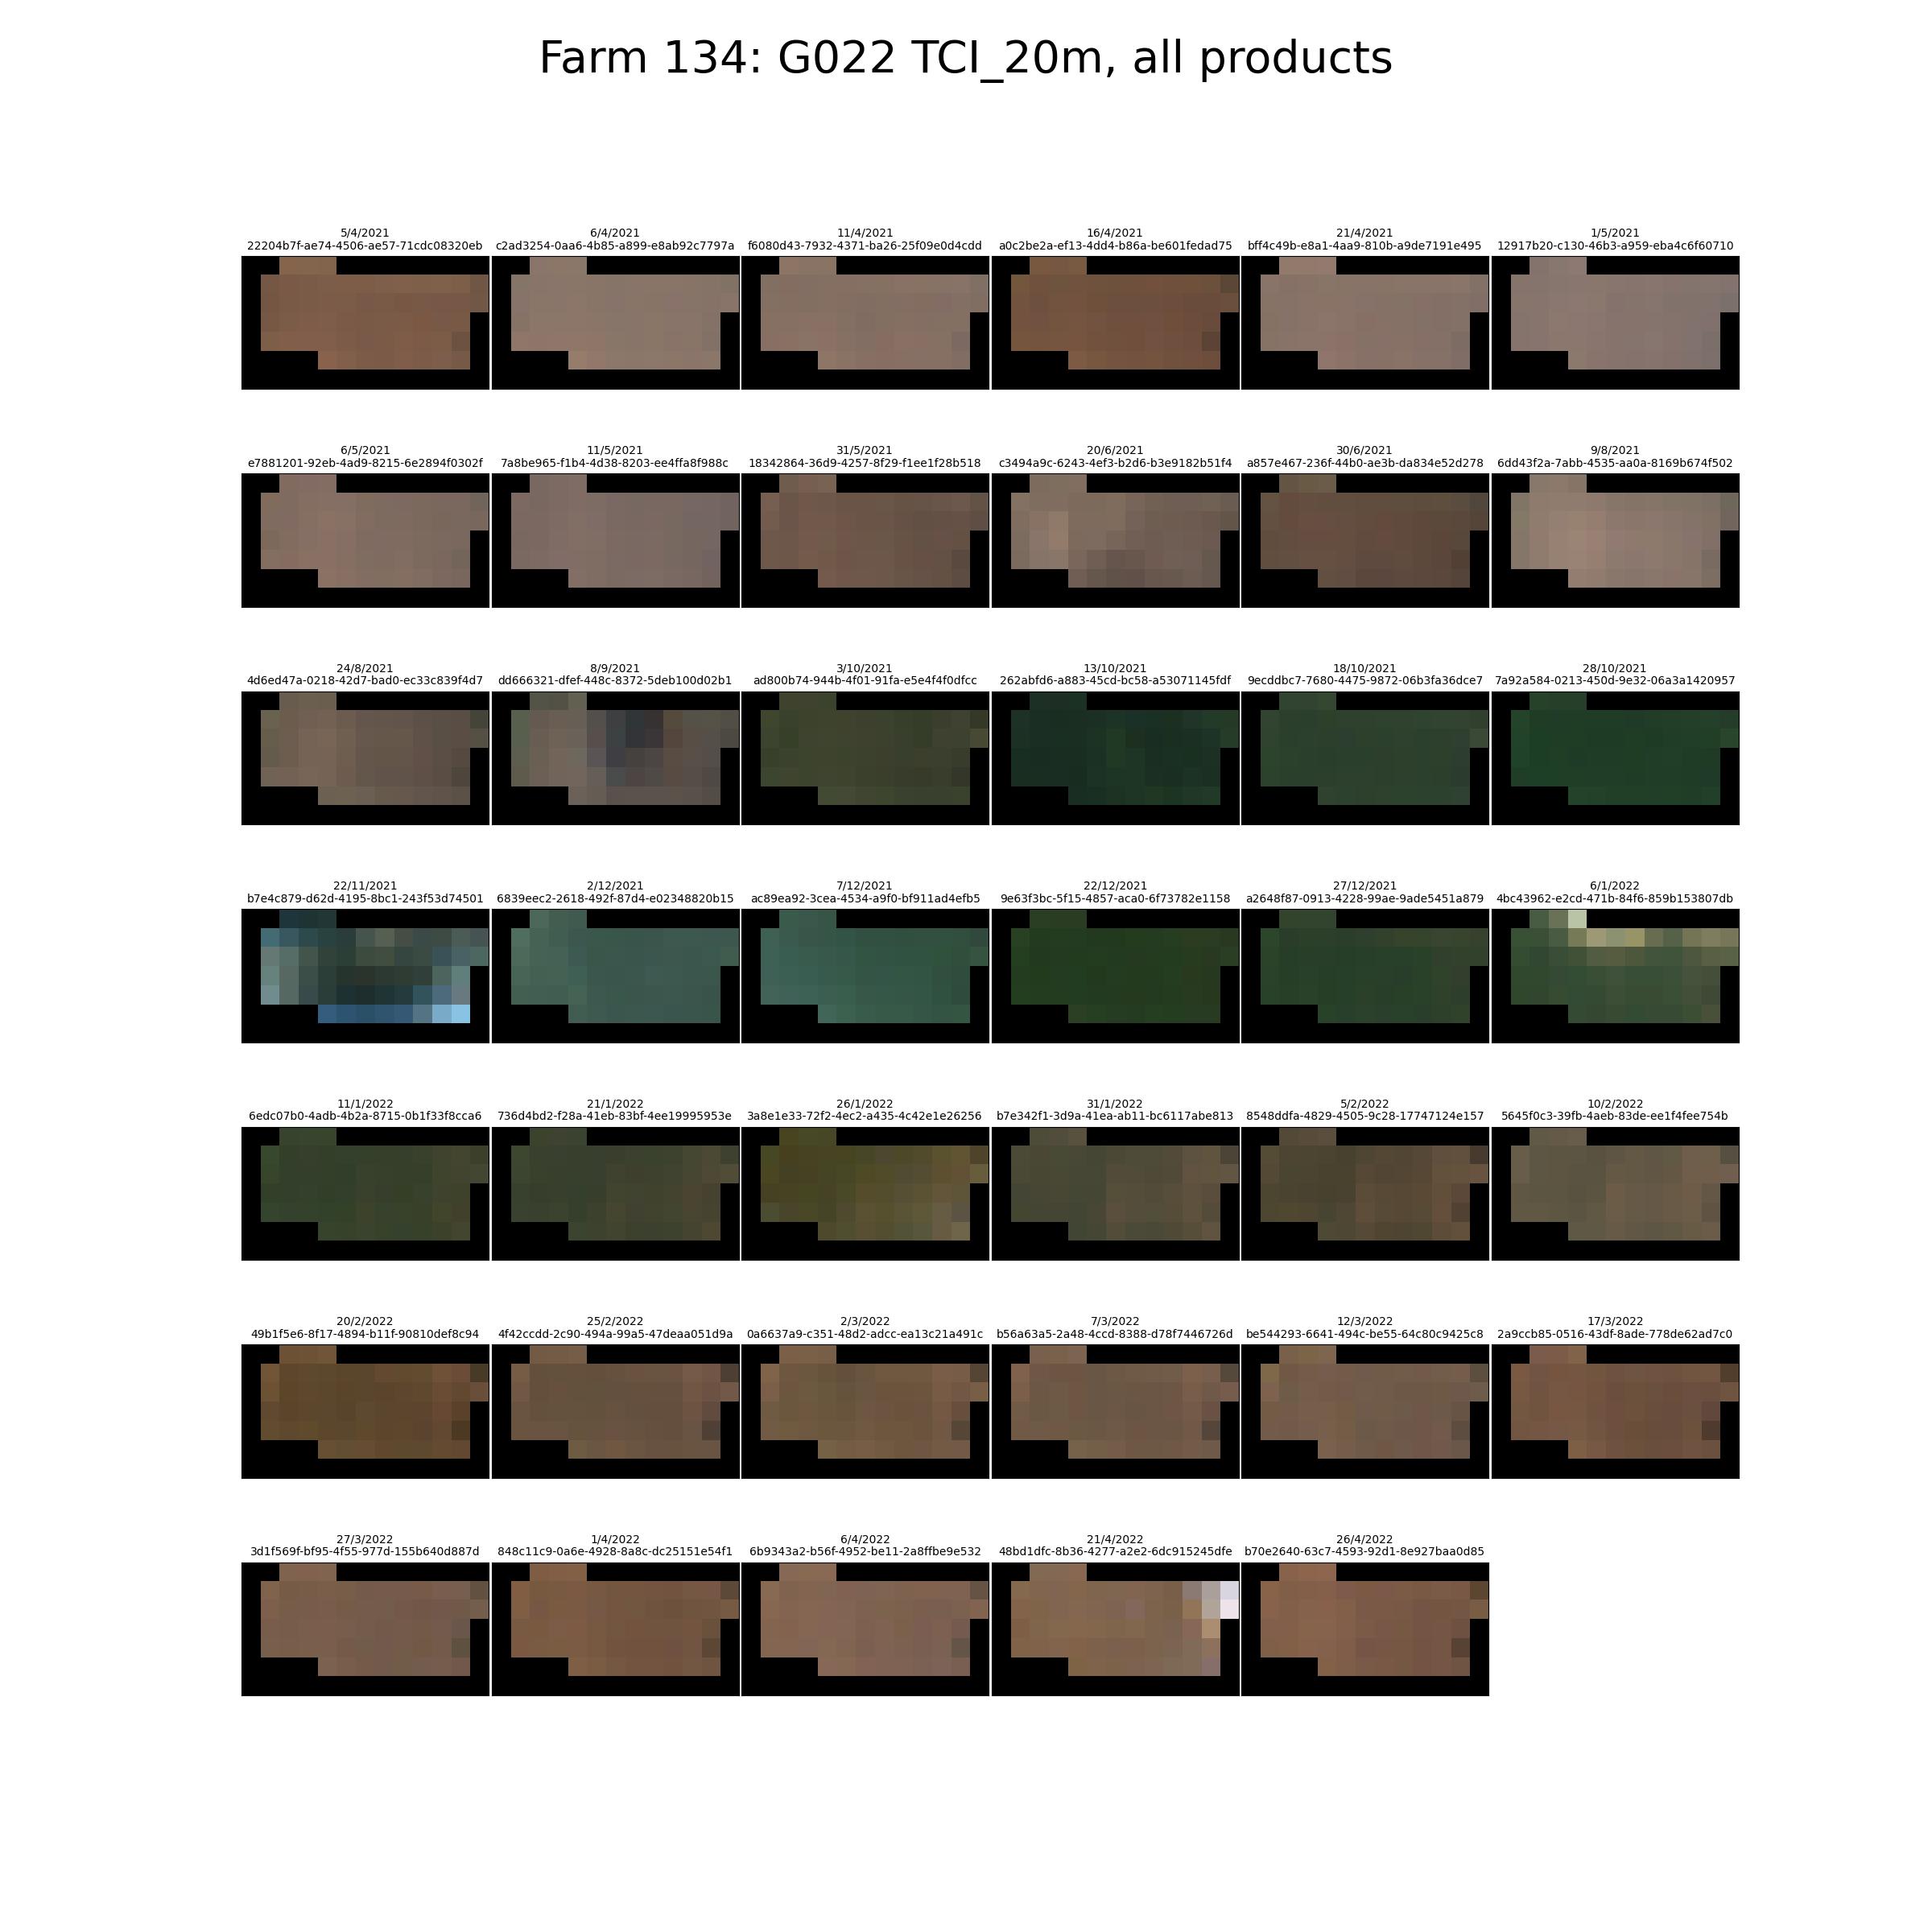 Farm 134: G022 TCI_20m, all products
5/4/2021
22204b7f-ae74-4506-ae57-71cdc08320eb
6/4/2021
c2ad3254-0aa6-4b85-a899-e8ab92c7797a
11/4/2021
f6080d43-7932-4371-ba26-25f09e0d4cdd
16/4/2021
a0c2be2a-ef13-4dd4-b86a-be601fedad75
21/4/2021
bff4c49b-e8a1-4aa9-810b-a9de7191e495
1/5/2021
12917b20-c130-46b3-a959-eba4c6f60710
6/5/2021
e7881201-92eb-4ad9-8215-6e2894f0302f
11/5/2021
7a8be965-f1b4-4d38-8203-ee4ffa8f988c
31/5/2021
18342864-36d9-4257-8f29-f1ee1f28b518
20/6/2021
c3494a9c-6243-4ef3-b2d6-b3e9182b51f4
30/6/2021
a857e467-236f-44b0-ae3b-da834e52d278
9/8/2021
6dd43f2a-7abb-4535-aa0a-8169b674f502
24/8/2021
4d6ed47a-0218-42d7-bad0-ec33c839f4d7
8/9/2021
dd666321-dfef-448c-8372-5deb100d02b1
3/10/2021
ad800b74-944b-4f01-91fa-e5e4f4f0dfcc
13/10/2021
262abfd6-a883-45cd-bc58-a53071145fdf
18/10/2021
9ecddbc7-7680-4475-9872-06b3fa36dce7
28/10/2021
7a92a584-0213-450d-9e32-06a3a1420957
22/11/2021
b7e4c879-d62d-4195-8bc1-243f53d74501
2/12/2021
6839eec2-2618-492f-87d4-e02348820b15
7/12/2021
ac89ea92-3cea-4534-a9f0-bf911ad4efb5
22/12/2021
9e63f3bc-5f15-4857-aca0-6f73782e1158
27/12/2021
a2648f87-0913-4228-99ae-9ade5451a879
6/1/2022
4bc43962-e2cd-471b-84f6-859b153807db
11/1/2022
6edc07b0-4adb-4b2a-8715-0b1f33f8cca6
21/1/2022
736d4bd2-f28a-41eb-83bf-4ee19995953e
26/1/2022
3a8e1e33-72f2-4ec2-a435-4c42e1e26256
31/1/2022
b7e342f1-3d9a-41ea-ab11-bc6117abe813
5/2/2022
8548ddfa-4829-4505-9c28-17747124e157
10/2/2022
5645f0c3-39fb-4aeb-83de-ee1f4fee754b
20/2/2022
49b1f5e6-8f17-4894-b11f-90810def8c94
25/2/2022
4f42ccdd-2c90-494a-99a5-47deaa051d9a
2/3/2022
0a6637a9-c351-48d2-adcc-ea13c21a491c
7/3/2022
b56a63a5-2a48-4ccd-8388-d78f7446726d
12/3/2022
be544293-6641-494c-be55-64c80c9425c8
17/3/2022
2a9ccb85-0516-43df-8ade-778de62ad7c0
27/3/2022
3d1f569f-bf95-4f55-977d-155b640d887d
1/4/2022
848c11c9-0a6e-4928-8a8c-dc25151e54f1
6/4/2022
6b9343a2-b56f-4952-be11-2a8ffbe9e532
21/4/2022
48bd1dfc-8b36-4277-a2e2-6dc915245dfe
26/4/2022
b70e2640-63c7-4593-92d1-8e927baa0d85